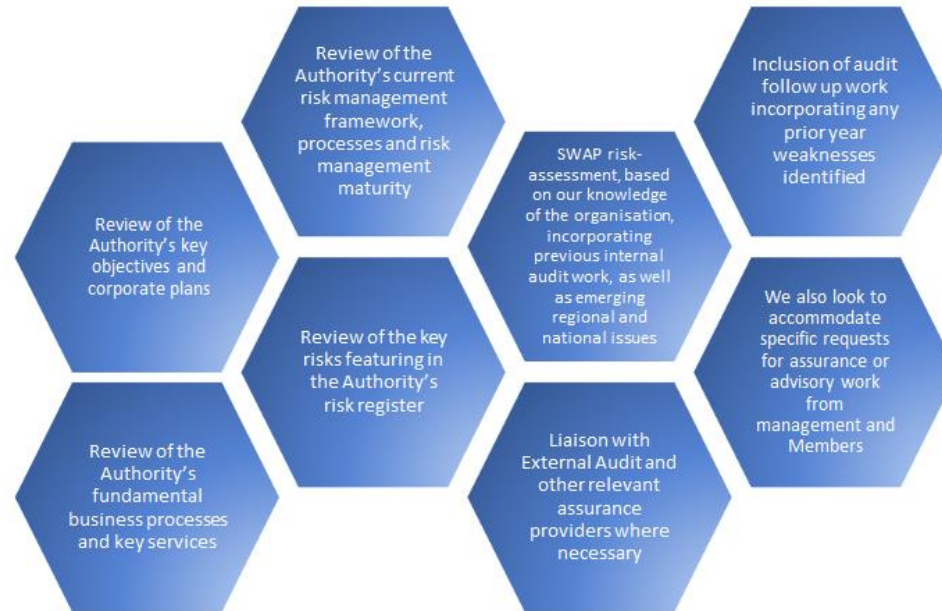 Review of the
Authority's current
risk management
framework,
processes and risk
management
maturity
Inclusion of audit
follow up work
incorporating any
prior year
weaknesses
identified
SWAP risk-
assessment, based
on our knowledge
of the organisation,
incorporating
previous internal
audit work, as well
as emerging
regional and
national issues
Review of the
Authority's key
objectives and
corporate plans
Review of the key
risks featuring in
the Authority's
risk register
We also look to
accommodate
specific requests
for assurance or
advisory work
from
management and
Members
Review of the
Authority's
fundamental
business processes
and key services
Liaison with
External Audit and
other relevant
assurance
providers where
necessary